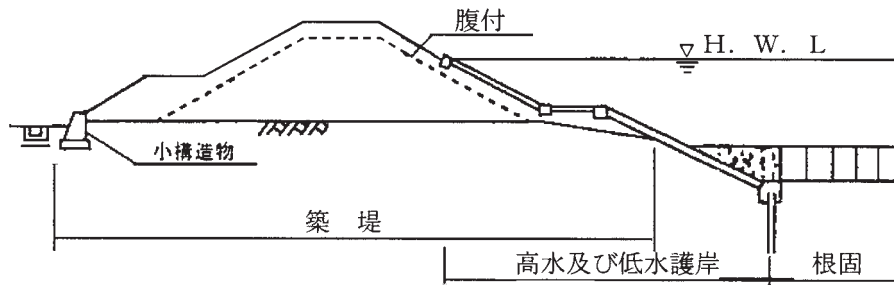 腹付
H. W. L
小構造物
築 堤
高水及び低水護岸
根固